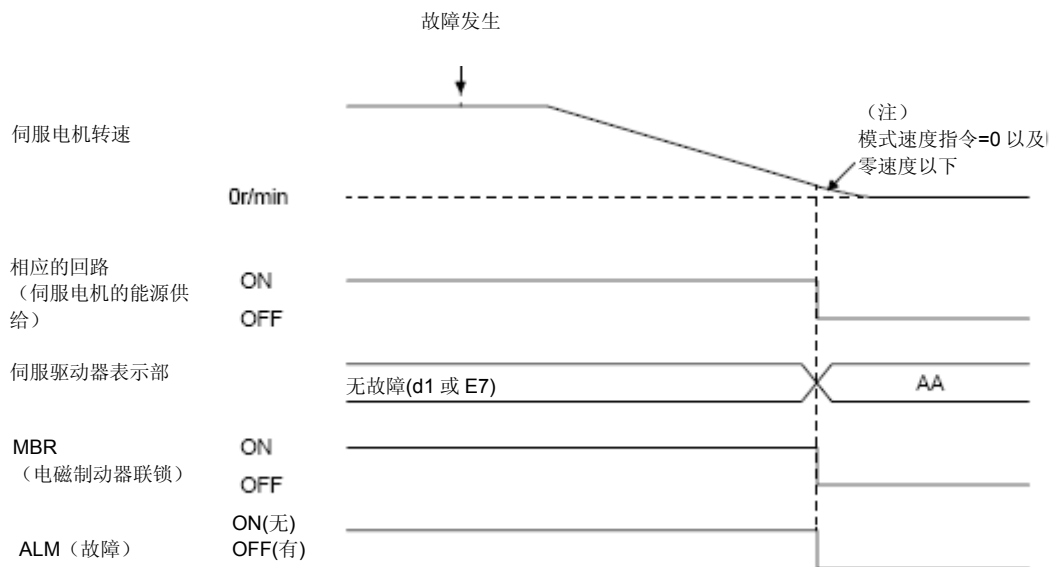 故障发生
伺服电机转速
（注）
模式速度指令=0 以及
零速度以下
0r/min
相应的回路
（伺服电机的能源供
给）
ON
OFF
伺服驱动器表示部
无故障(d1 或 E7)
AA
MBR
（电磁制动器联锁）
ON
OFF
ALM（故障）
ON(无)
OFF(有)